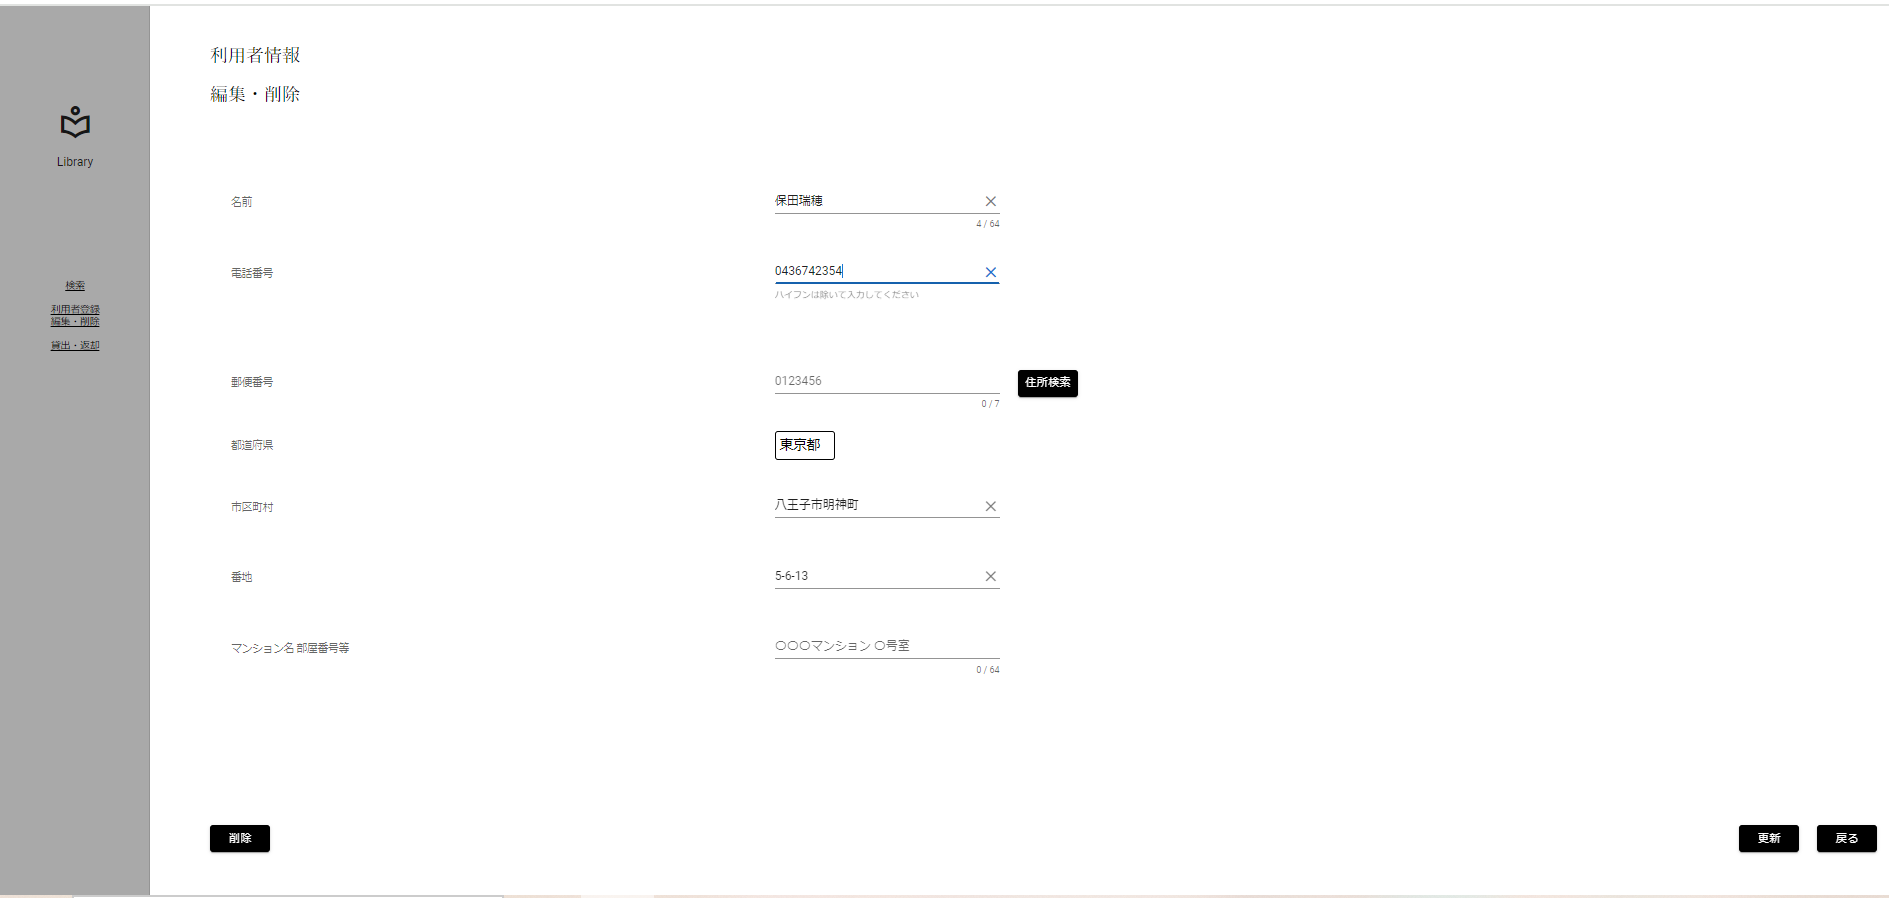 Library
検索
利用者登録
編集・削除
貸出・返却
利用者情報
編集・削除
名前
保田瑞穂
4 / 64
電話番号
0436742354
ハイフンは除いて入力してください
郵便番号
0123456
住所検索
0 / 7
都道府県
東京都
市区町村
八王子市明神町
番地
5-6-13
マンション名 部屋番号等
〇〇〇マンション 〇号室
0 / 64
削除
更新
戻る